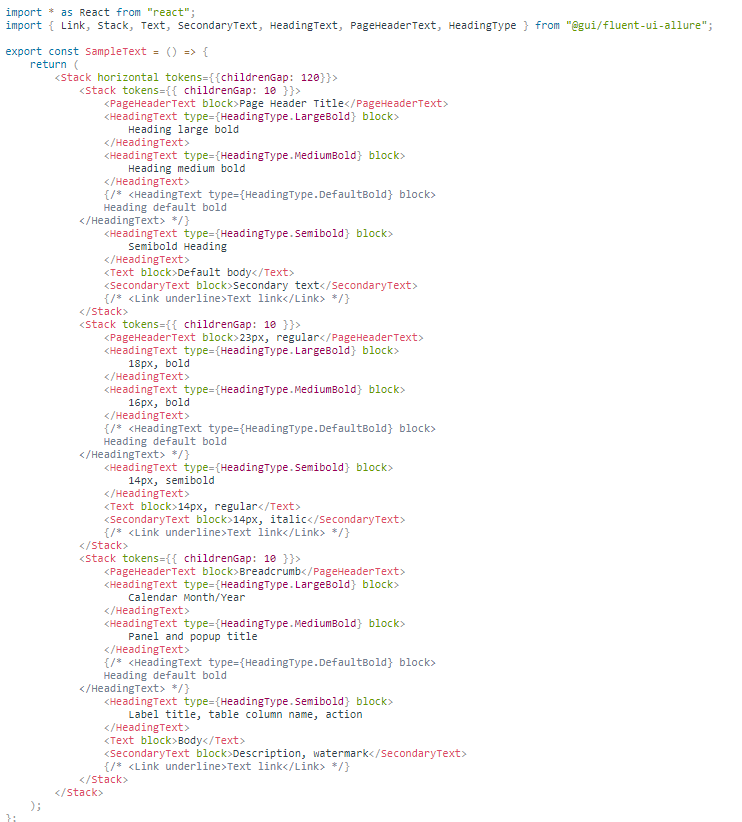 import * as React from "react";
import { Link, Stack, Text, SecondaryText, HeadingText, PageHeaderText, HeadingType } from "@gui/fluent-ui-allure";

export const SampleText = () => {
    return (
        <Stack horizontal tokens={{childrenGap: 120}}>
            <Stack tokens={{ childrenGap: 10 }}>
                <PageHeaderText block>Page Header Title</PageHeaderText>
                <HeadingText type={HeadingType.LargeBold} block>
                    Heading large bold
                </HeadingText>
                <HeadingText type={HeadingType.MediumBold} block>
                    Heading medium bold
                </HeadingText>
                {/* <HeadingText type={HeadingType.DefaultBold} block>
                Heading default bold
            </HeadingText> */}
                <HeadingText type={HeadingType.Semibold} block>
                    Semibold Heading
                </HeadingText>
                <Text block>Default body</Text>
                <SecondaryText block>Secondary text</SecondaryText>
                {/* <Link underline>Text link</Link> */}
            </Stack>
            <Stack tokens={{ childrenGap: 10 }}>
                <PageHeaderText block>23px, regular</PageHeaderText>
                <HeadingText type={HeadingType.LargeBold} block>
                    18px, bold
                </HeadingText>
                <HeadingText type={HeadingType.MediumBold} block>
                    16px, bold
                </HeadingText>
                {/* <HeadingText type={HeadingType.DefaultBold} block>
                Heading default bold
            </HeadingText> */}
                <HeadingText type={HeadingType.Semibold} block>
                    14px, semibold
                </HeadingText>
                <Text block>14px, regular</Text>
                <SecondaryText block>14px, italic</SecondaryText>
                {/* <Link underline>Text link</Link> */}
            </Stack>
            <Stack tokens={{ childrenGap: 10 }}>
                <PageHeaderText block>Breadcrumb</PageHeaderText>
                <HeadingText type={HeadingType.LargeBold} block>
                    Calendar Month/Year
                </HeadingText>
                <HeadingText type={HeadingType.MediumBold} block>
                    Panel and popup title
                </HeadingText>
                {/* <HeadingText type={HeadingType.DefaultBold} block>
                Heading default bold
            </HeadingText> */}
                <HeadingText type={HeadingType.Semibold} block>
                    Label title, table column name, action
                </HeadingText>
                <Text block>Body</Text>
                <SecondaryText block>Description, watermark</SecondaryText>
                {/* <Link underline>Text link</Link> */}
            </Stack>
        </Stack>
    );
};